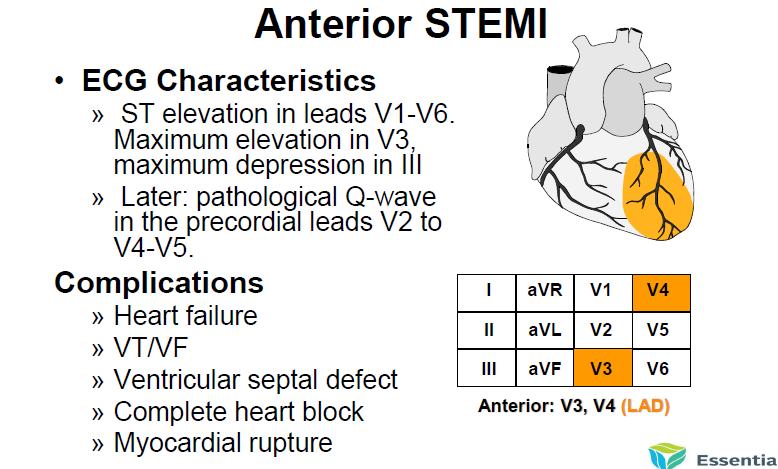 Anterior STEMI
• ECG Characteristics
» ST elevation in leads V1-V6.
Maximum elevation in V3,
maximum depression in III
» Later: pathological Q-wave
in the precordial leads V2 to
V4-V5.
Complications
» Heart failure
» VT/VF
» Ventricular septal defect
» Complete heart block
» Myocardial rupture
I aVR V1 V4
II aVL V2 V5
III aVF V3 V6
Anterior: V3, V4 (LAD)
Essentia